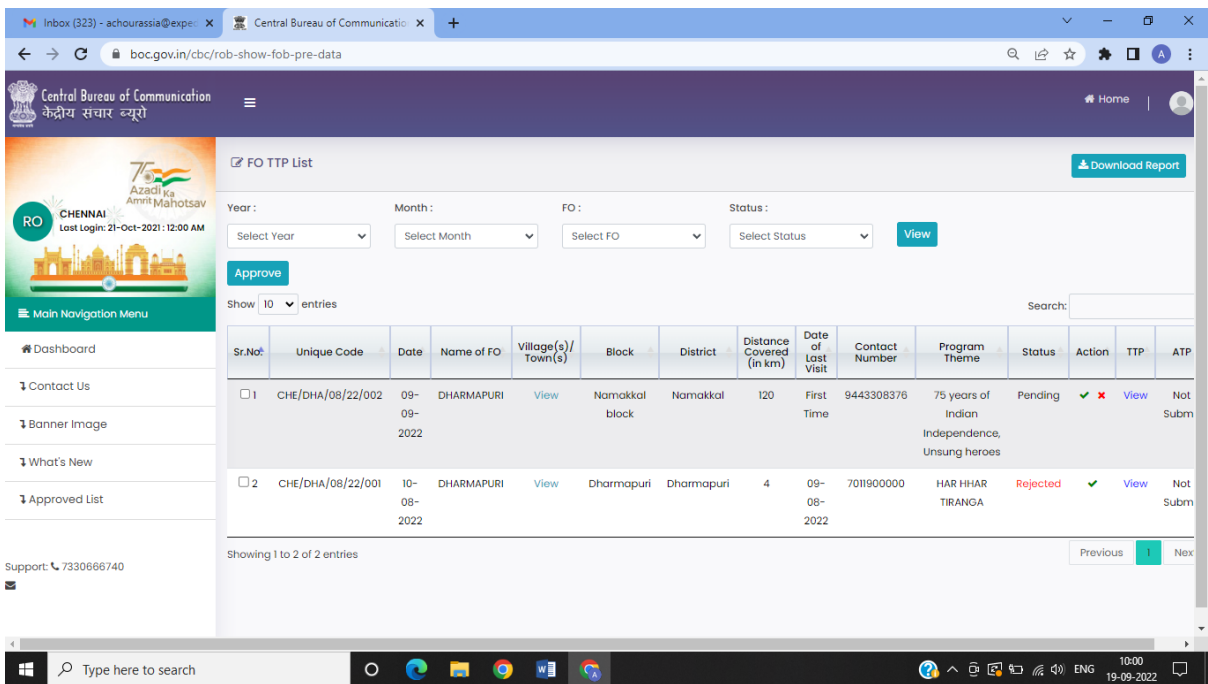 Inbox (323) - achourassia@exped
Central Bureau of Communication
boc.gov.in/cbc/rob-show-fob-pre-data
A
Central Bureau of Communication
केंद्रीय संचार ब्यूरो
Home |
75
Azadi Ka
Amrit Mahotsav
RO
CHENNAI
Last Login: 21-Oct-2021 : 12:00 AM
Main Navigation Menu
Dashboard
Contact Us
Banner Image
What's New
Approved List
Support: 7330666740
FO TTP List
Download Report
Year : Month : FO : Status :
Select Year Select Month Select FO Select Status View
Approve
Show 10 entries
Search:
Sr.No. Unique Code Date Name of FO Village(s)/ Town(s) Block District Distance Covered (in km) Date of Last Visit Contact Number Program Theme Status Action TTP ATP
1 CHE/DHA/08/22/002 09-09-2022 DHARMAPURI View Namakkal block Namakkal 120 First Time 9443308376 75 years of Indian Independence, Unsung heroes Pending View Not Subm
2 CHE/DHA/08/22/001 10-08-2022 DHARMAPURI View Dharmapuri Dharmapuri 4 09-08-2022 7011900000 HAR HHAR TIRANGA Rejected View Not Subm
Showing 1 to 2 of 2 entries
Previous 1 Nex
Type here to search
ENG
10:00
19-09-2022